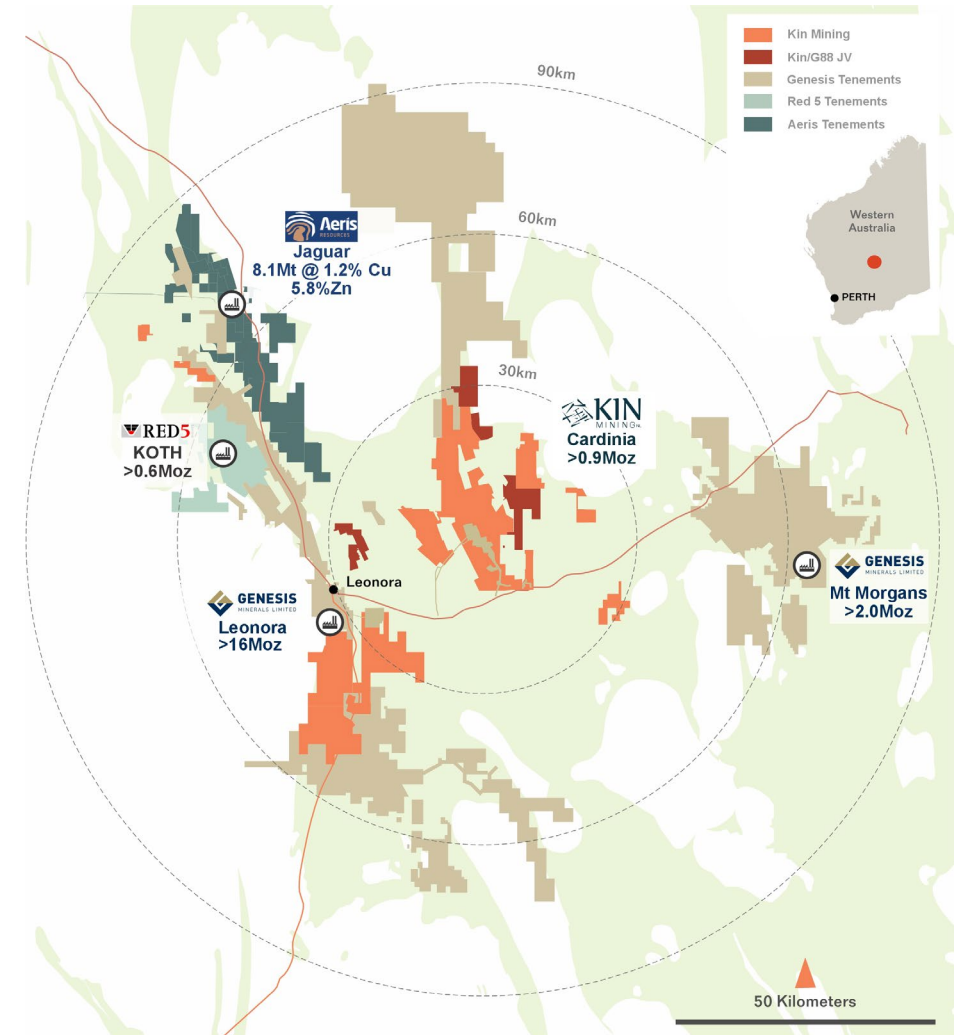 Kin Mining
Kin/G88 JV
Genesis Tenements
Red 5 Tenements
Aeris Tenements
90km
Western
Australia
PERTH
60km
Aeris
RESOURCES
Jaguar
8.1Mt @ 1.2% Cu
5.8%Zn
30km
KIN
MINING
Cardinia
>0.9Moz
RED5
KOTH
>0.6Moz
GENESIS
MINERALS LIMITED
Mt Morgans
>2.0Moz
Leonora
GENESIS
MINERALS LIMITED
Leonora
>16Moz
50 Kilometers